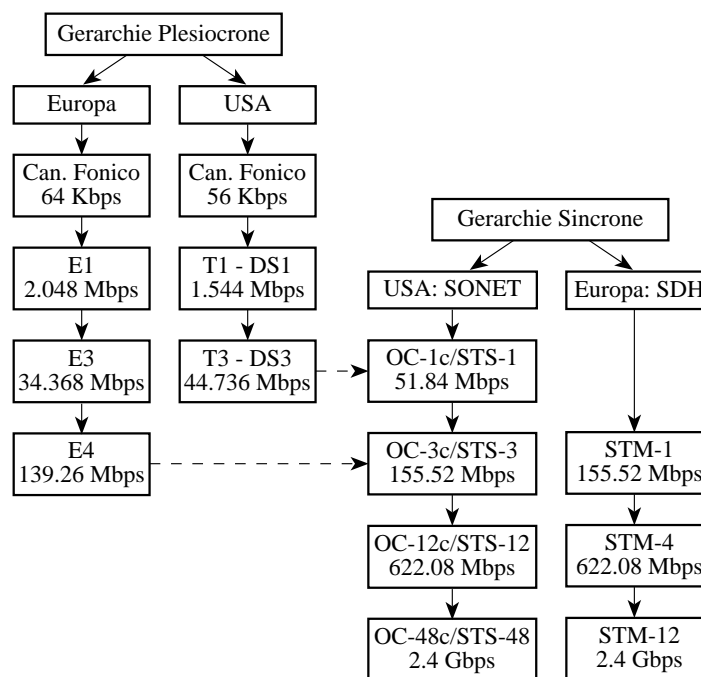 Gerarchie Plesiocrone
Europa
USA
Can. Fonico
64 Kbps
Can. Fonico
56 Kbps
Gerarchie Sincrone
E1
2.048 Mbps
T1 - DS1
1.544 Mbps
USA: SONET
Europa: SDH
E3
34.368 Mbps
T3 - DS3
44.736 Mbps
OC-1c/STS-1
51.84 Mbps
E4
139.26 Mbps
OC-3c/STS-3
155.52 Mbps
STM-1
155.52 Mbps
OC-12c/STS-12
622.08 Mbps
STM-4
622.08 Mbps
OC-48c/STS-48
2.4 Gbps
STM-12
2.4 Gbps